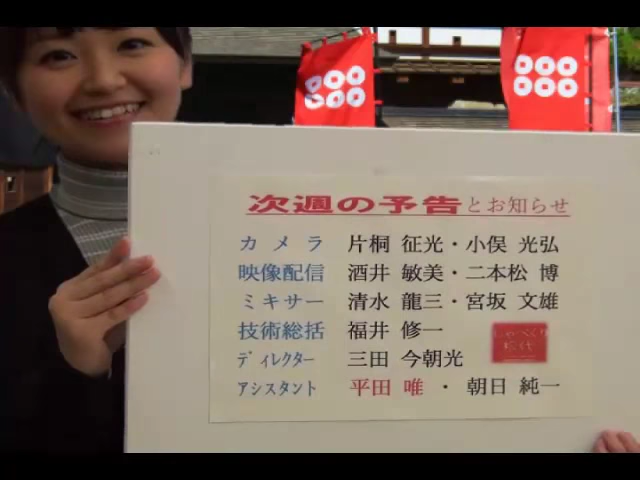 次週の予告とお知らせ
カメラ 片桐 征光・小俣 光弘
映像配信 酒井 敏美・二本松 博
ミキサー 清水 龍三・宮坂 文雄
技術総括 福井 修一
ディレクター 三田 今朝光
アシスタント 平田 唯 ・ 朝日 純一